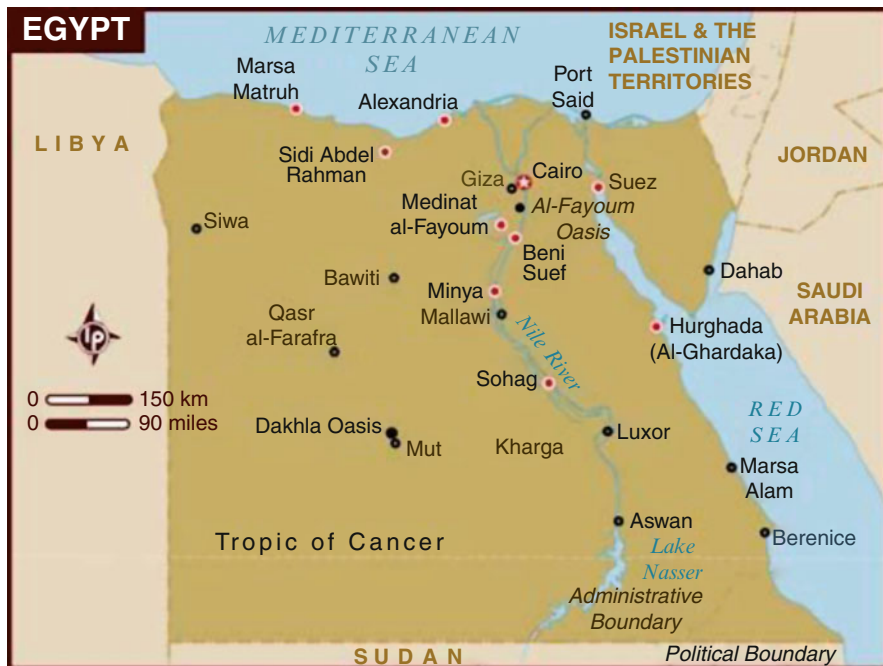 EGYPT
MEDITERRANEAN
SEA
ISRAEL & THE
PALESTINIAN
TERRITORIES
Marsa
Matruh
Alexandria
Port
Said
LIBYA
JORDAN
Sidi Abdel
Rahman
Giza
Cairo
Suez
Medinat
al-Fayoum
Al-Fayoum
Oasis
Siwa
Beni
Suef
Bawiti
Dahab
Minya
Mallawi
SAUDI
ARABIA
Qasr
al-Farafra
Nile River
Hurghada
(Al-Ghardaka)
LP
0 150 km
0 90 miles
Sohag
RED
SEA
Dakhla Oasis
Mut
Kharga
Luxor
Marsa
Alam
Aswan
Berenice
Tropic of Cancer
Lake
Nasser
Administrative
Boundary
SUDAN
Political Boundary